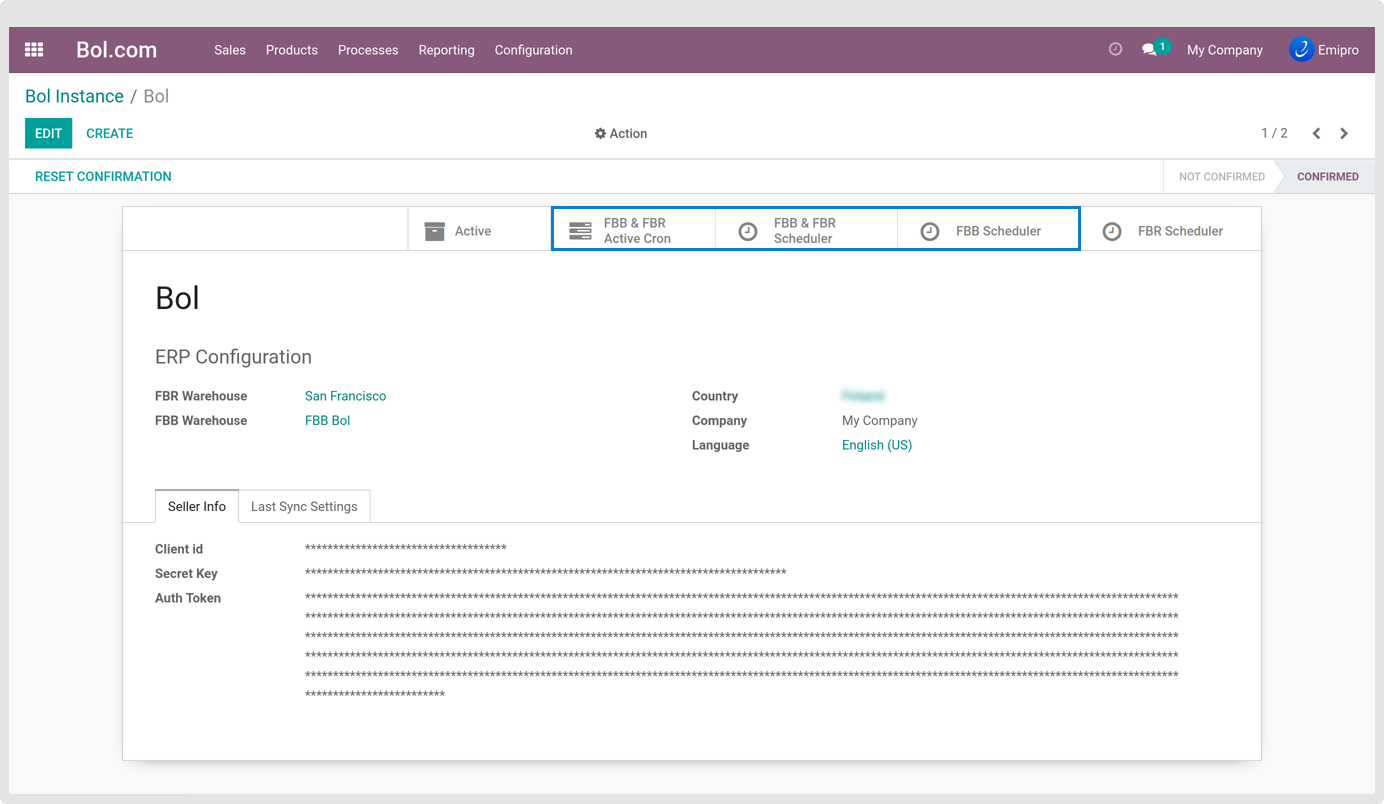 Bol.com Sales Products Processes Reporting Configuration 1 My Company Emipro
Bol Instance / Bol
EDIT CREATE Action 1 / 2
RESET CONFIRMATION NOT CONFIRMED CONFIRMED
Active
FBB & FBR
Active Cron
FBB & FBR
Scheduler
FBB Scheduler
FBR Scheduler
Bol
ERP Configuration
FBR Warehouse San Francisco
FBB Warehouse FBB Bol
Country
Company My Company
Language English (US)
Seller Info Last Sync Settings
Client id
Secret Key
Auth Token